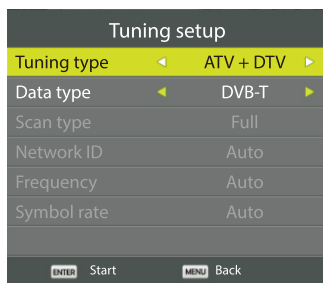 Tuning setup
Tuning type ATV + DTV
Data type DVB-T
Scan type Full
Network ID Auto
Frequency Auto
Symbol rate Auto
ENTER Start MENU Back